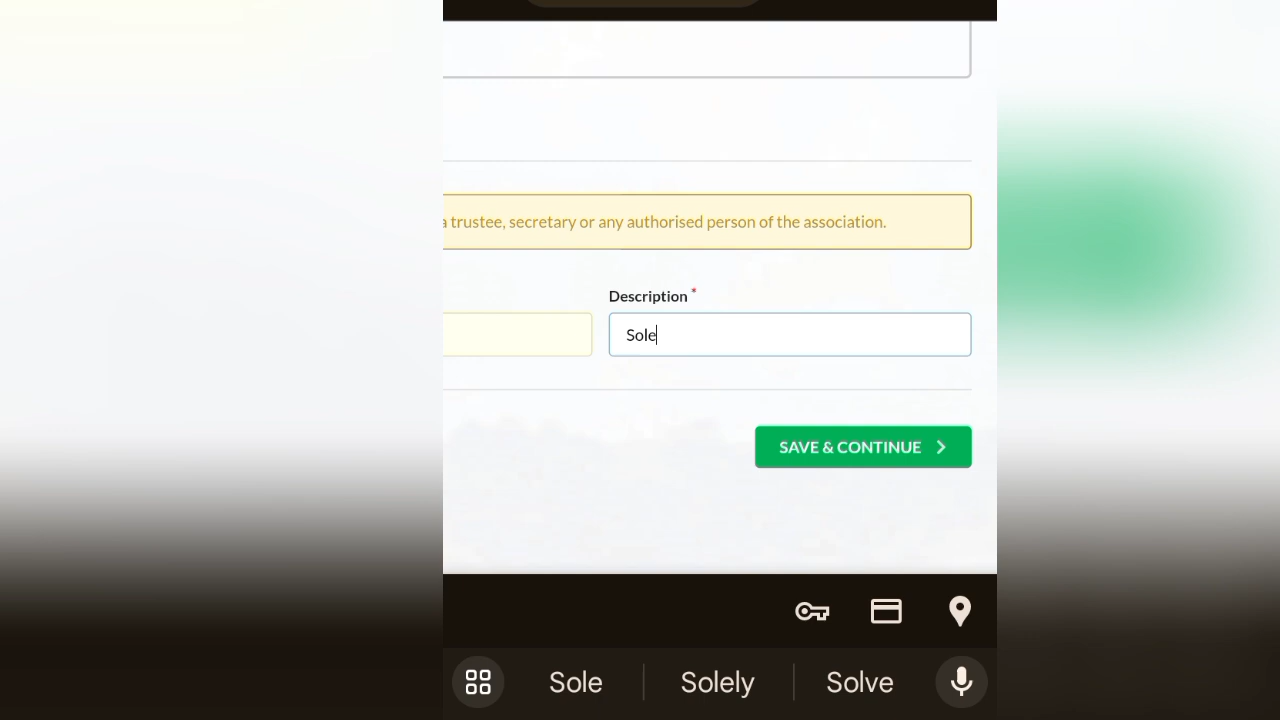 a trustee, secretary or any authorised person of the association.
Description *
Sole
SAVE & CONTINUE
Sole Solely Solve